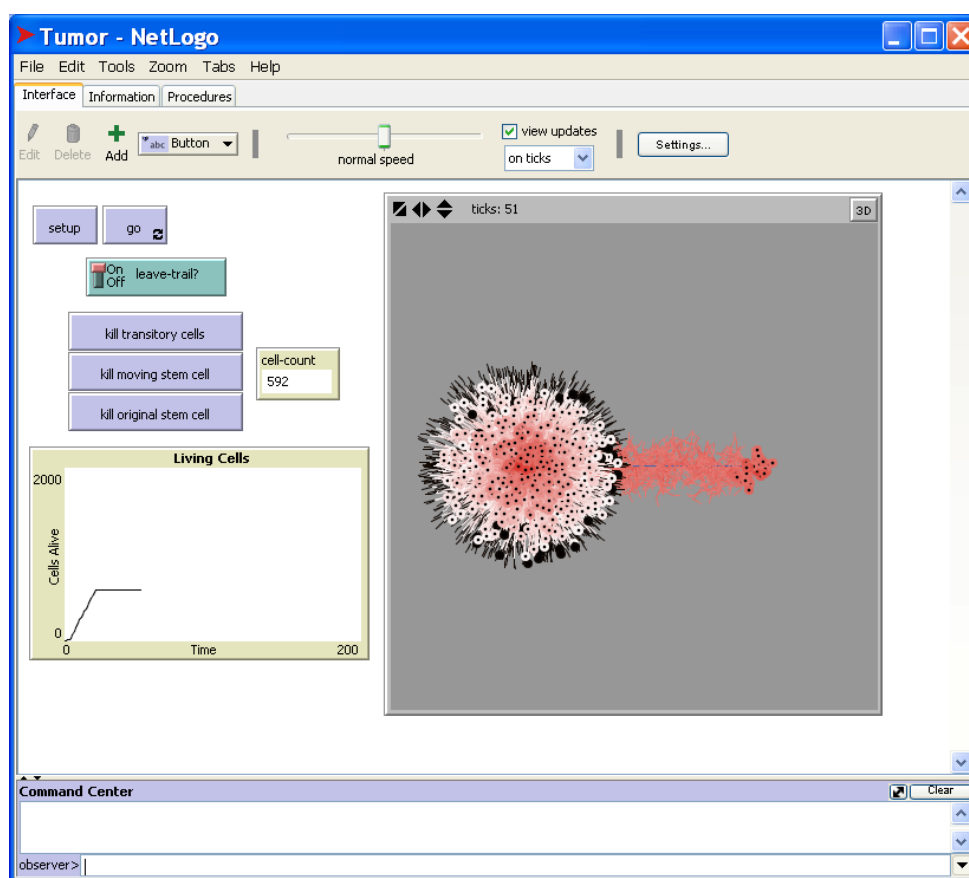 Tumor - NetLogo
File Edit Tools Zoom Tabs Help
Interface Information Procedures
Edit Delete Add abc Button normal speed view updates on ticks Settings...
setup go
ticks: 51 3D
On Off leave-trail?
kill transitory cells
kill moving stem cell
kill original stem cell
cell-count
592
Living Cells
2000
Cells Alive
0
0 Time 200
Command Center Clear
observer>